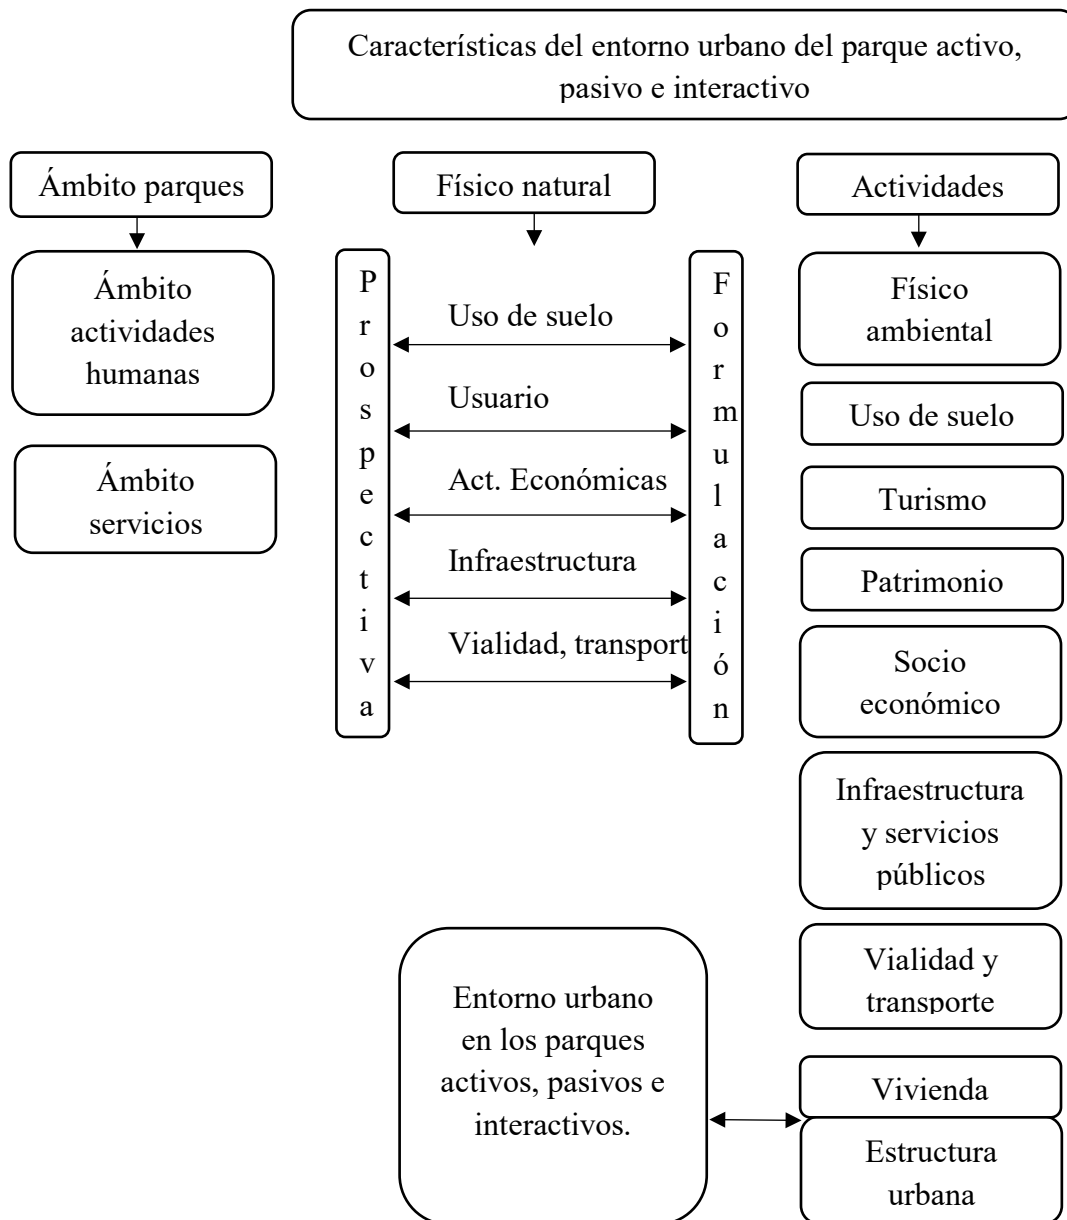 Características del entorno urbano del parque activo,
pasivo e interactivo
Ámbito parques
Físico natural
Actividades
Ámbito
actividades
humanas
Ámbito
servicios
P
r
o
s
p
e
c
t
i
v
a
Uso de suelo
Usuario
Act. Económicas
Infraestructura
Vialidad, transport
F
o
r
m
u
l
a
c
i
ó
n
Físico
ambiental
Uso de suelo
Turismo
Patrimonio
Socio
económico
Infraestructura
y servicios
públicos
Vialidad y
transporte
Entorno urbano
en los parques
activos, pasivos e
interactivos.
Vivienda
Estructura
urbana